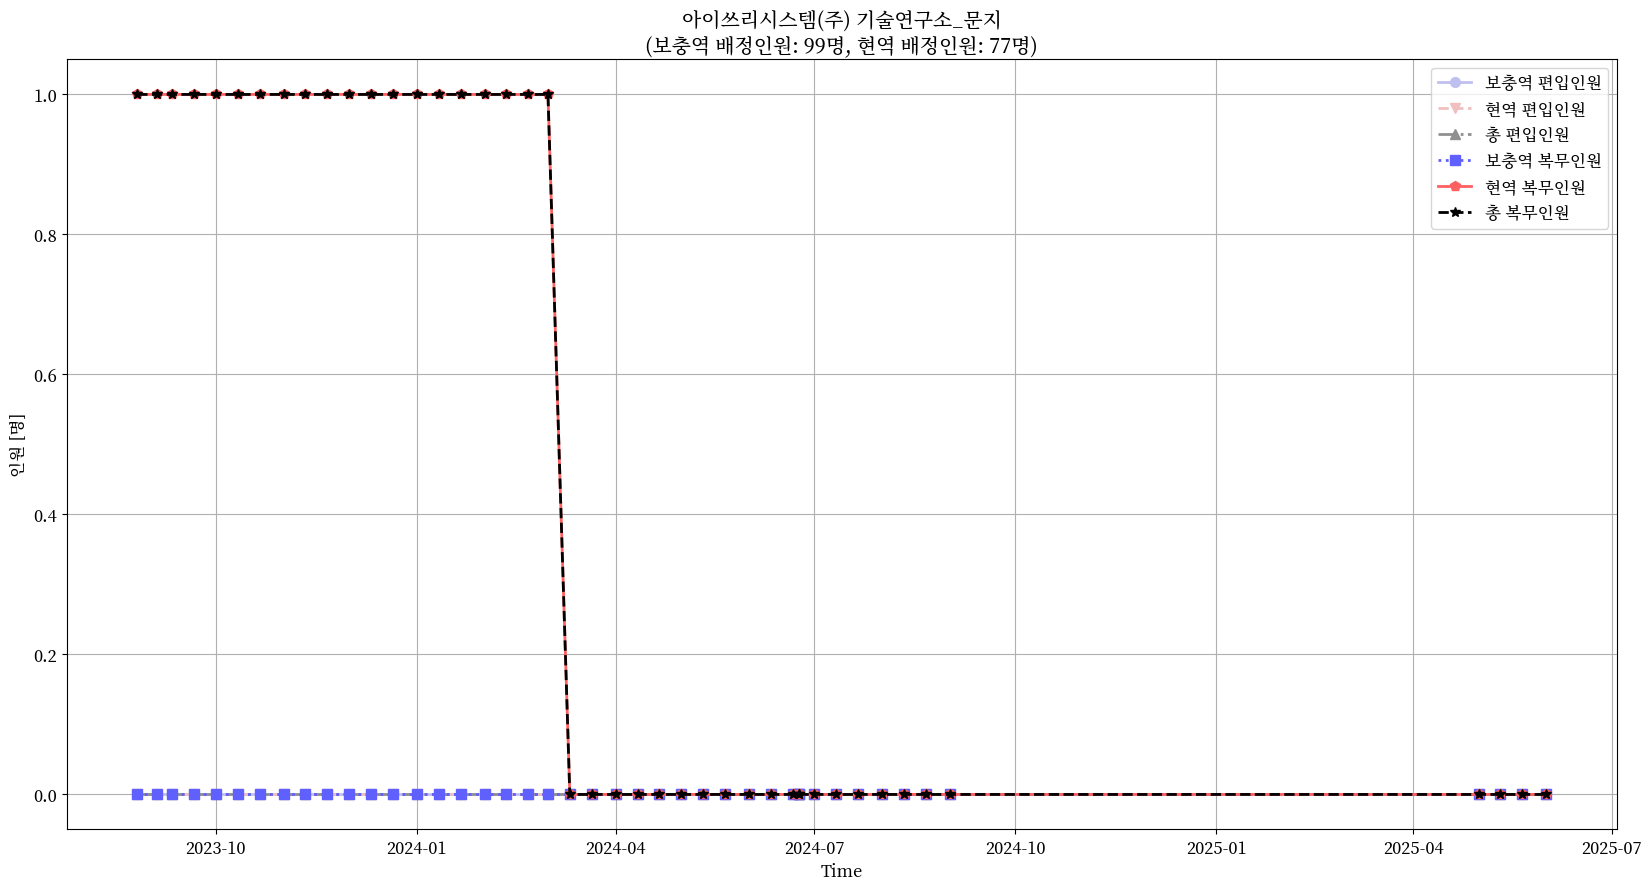 아이쓰리시스템(주) 기술연구소_문지
(보충역 배정인원: 99명, 현역 배정인원: 77명)
보충역 편입인원
현역 편입인원
총 편입인원
보충역 복무인원
현역 복무인원
총 복무인원
인원 [명]
1.0
0.8
0.6
0.4
0.2
0.0
2023-10
2024-01
2024-04
2024-07
2024-10
2025-01
2025-04
2025-07
Time